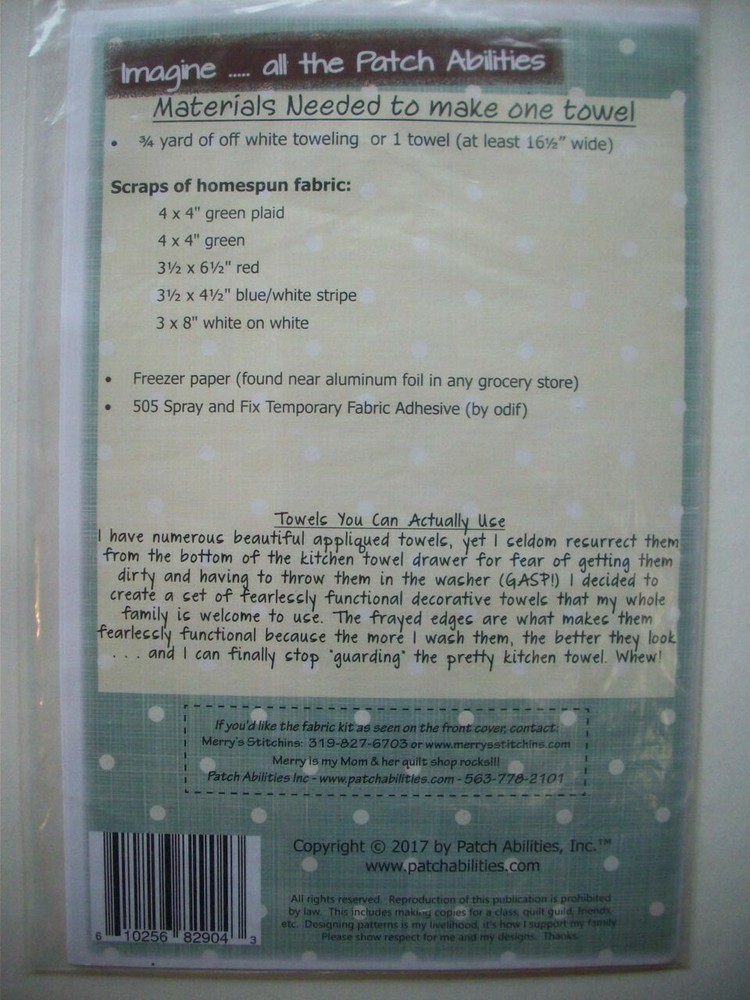 Imagine ..... all the Patch Abilities
Materials Needed to make one towel
• ¾ yard of off white toweling or 1 towel (at least 16½" wide)
Scraps of homespun fabric:
4 x 4" green plaid
4 x 4" green
3½ x 6½" red
3½ x 4½" blue/white stripe
3 x 8" white on white
• Freezer paper (found near aluminum foil in any grocery store)
• 505 Spray and Fix Temporary Fabric Adhesive (by odif)
Towels You Can Actually Use
I have numerous beautiful appliqued towels, yet I seldom resurrect them
from the bottom of the kitchen towel drawer for fear of getting them
dirty and having to throw them in the washer (GASP!) I decided to
create a set of fearlessly functional decorative towels that my whole
family is welcome to use. The frayed edges are what makes them
fearlessly functional because the more I wash them, the better they look
. . . and I can finally stop "guarding" the pretty kitchen towel. Whew!
If you'd like the fabric kit as seen on the front cover, contact:
Merry's Stitchins: 319-827-6703 or www.merrysstitchins.com
Merry is my Mom & her quilt shop rocks!!!
Patch Abilities Inc - www.patchabilities.com - 563-778-2101
Copyright © 2017 by Patch Abilities, Inc.™
www.patchabilities.com
All rights reserved. Reproduction of this publication is prohibited
by law. This includes making copies for a class, quilt guild, friends,
etc. Designing patterns is my livelihood, it's how I support my family.
Please show respect for me and my designs. Thanks.
6 10256 82904 3